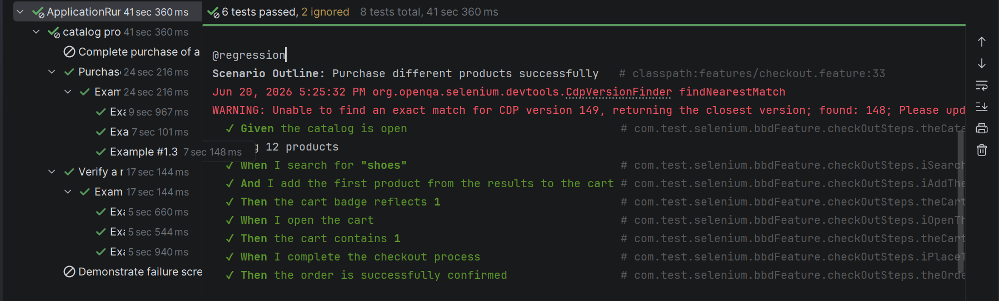 ApplicationRur 41 sec 360 ms
catalog pro 41 sec 360 ms
Complete purchase of a
Purchas 24 sec 216 ms
Exam 24 sec 216 ms
Exa 9 sec 967 ms
Exa 7 sec 101 ms
Example #1.3 7 sec 148 ms
Verify a r 17 sec 144 ms
Exam 17 sec 144 ms
Exa 5 sec 660 ms
Exa 5 sec 544 ms
Exa 5 sec 940 ms
Demonstrate failure scre
6 tests passed, 2 ignored 8 tests total, 41 sec 360 ms
@regression
Scenario Outline: Purchase different products successfully # classpath:features/checkout.feature:33
Jun 20, 2026 5:25:32 PM org.openqa.selenium.devtools.CdpVersionFinder findNearestMatch
WARNING: Unable to find an exact match for CDP version 149, returning the closest version; found: 148; Please upd
✓ Given the catalog is open # com.test.selenium.bbdFeature.checkOutSteps.theCata
g 12 products
✓ When I search for "shoes" # com.test.selenium.bbdFeature.checkOutSteps.iSearch
✓ And I add the first product from the results to the cart # com.test.selenium.bbdFeature.checkOutSteps.iAddThe
✓ Then the cart badge reflects 1 # com.test.selenium.bbdFeature.checkOutSteps.theCart
✓ When I open the cart # com.test.selenium.bbdFeature.checkOutSteps.iOpenTh
✓ Then the cart contains 1 # com.test.selenium.bbdFeature.checkOutSteps.theCart
✓ When I complete the checkout process # com.test.selenium.bbdFeature.checkOutSteps.iPlaceT
✓ Then the order is successfully confirmed # com.test.selenium.bbdFeature.checkOutSteps.theOrde